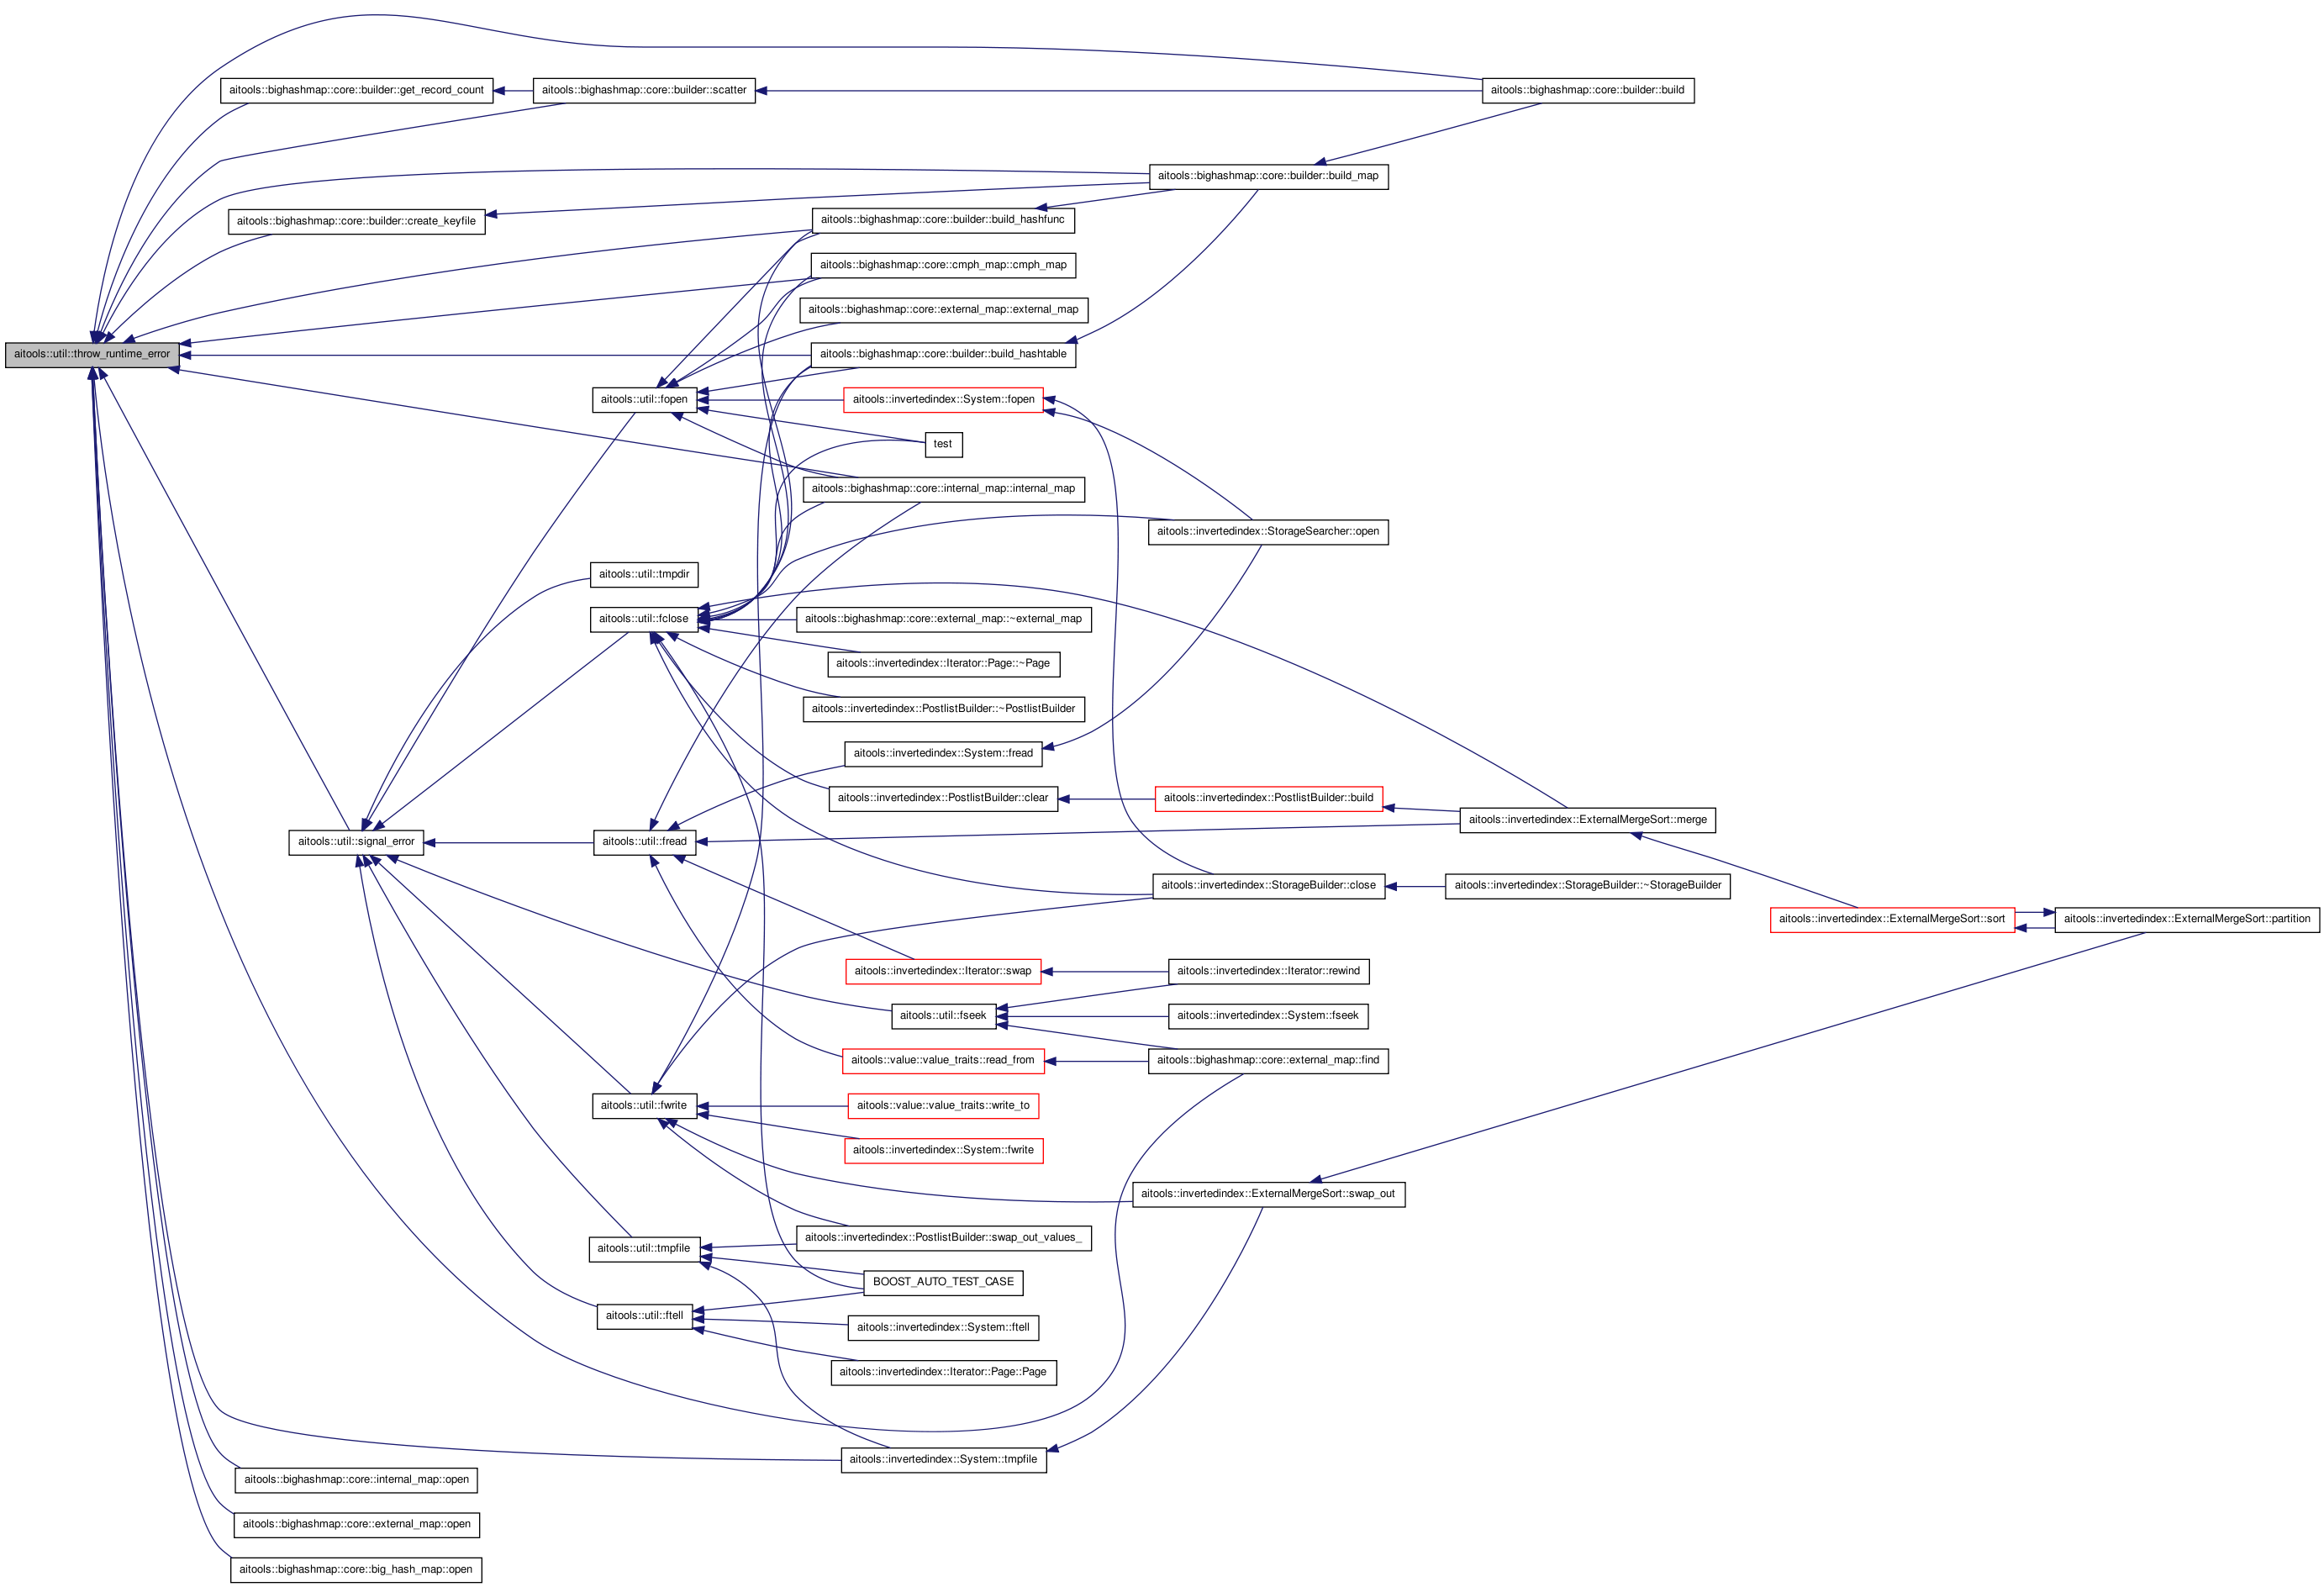 aitools::bighashmap::core::builder::get_record_count
aitools::bighashmap::core::builder::scatter
aitools::bighashmap::core::builder::build
aitools::bighashmap::core::builder::build_map
aitools::bighashmap::core::builder::create_keyfile
aitools::bighashmap::core::builder::build_hashfunc
aitools::bighashmap::core::cmph_map::cmph_map
aitools::bighashmap::core::external_map::external_map
aitools::util::throw_runtime_error
aitools::bighashmap::core::builder::build_hashtable
aitools::util::fopen
aitools::invertedindex::System::fopen
test
aitools::bighashmap::core::internal_map::internal_map
aitools::invertedindex::StorageSearcher::open
aitools::util::tmpdir
aitools::util::fclose
aitools::bighashmap::core::external_map::~external_map
aitools::invertedindex::Iterator::Page::~Page
aitools::invertedindex::PostlistBuilder::~PostlistBuilder
aitools::invertedindex::System::fread
aitools::invertedindex::PostlistBuilder::clear
aitools::invertedindex::PostlistBuilder::build
aitools::invertedindex::ExternalMergeSort::merge
aitools::util::signal_error
aitools::util::fread
aitools::invertedindex::StorageBuilder::close
aitools::invertedindex::StorageBuilder::~StorageBuilder
aitools::invertedindex::ExternalMergeSort::sort
aitools::invertedindex::ExternalMergeSort::partition
aitools::invertedindex::Iterator::swap
aitools::invertedindex::Iterator::rewind
aitools::util::fseek
aitools::invertedindex::System::fseek
aitools::value::value_traits::read_from
aitools::bighashmap::core::external_map::find
aitools::util::fwrite
aitools::value::value_traits::write_to
aitools::invertedindex::System::fwrite
aitools::invertedindex::ExternalMergeSort::swap_out
aitools::invertedindex::PostlistBuilder::swap_out_values_
aitools::util::tmpfile
BOOST_AUTO_TEST_CASE
aitools::util::ftell
aitools::invertedindex::System::ftell
aitools::invertedindex::Iterator::Page::Page
aitools::invertedindex::System::tmpfile
aitools::bighashmap::core::internal_map::open
aitools::bighashmap::core::external_map::open
aitools::bighashmap::core::big_hash_map::open